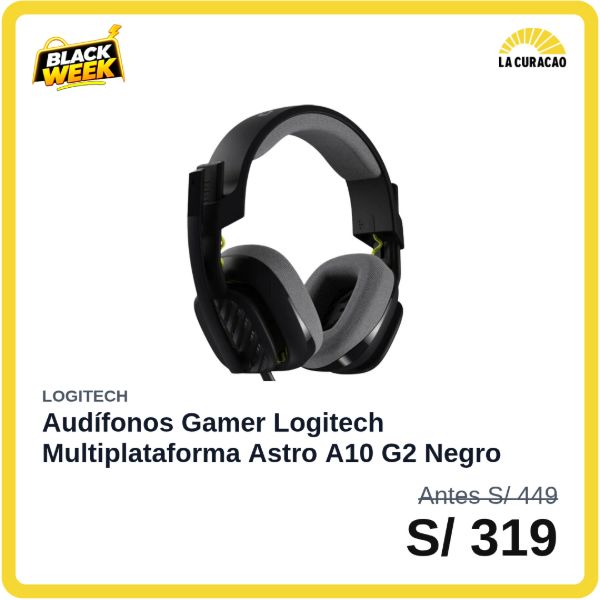 BLACK
WEEK
LA CURACAO
LOGITECH
Audífonos Gamer Logitech
Multiplataforma Astro A10 G2 Negro
Antes S/ 449
S/ 319